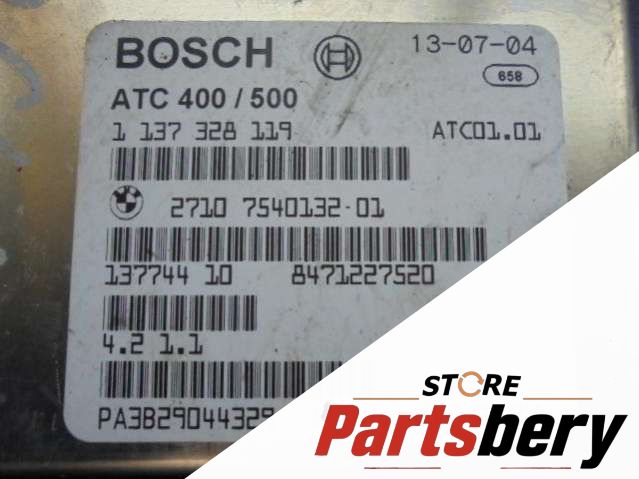 BOSCH 13-07-04
658
ATC 400 / 500
1 137 328 119 ATC01.01
2710 7540132-01
137744 10 8471227520
4.2 1.1
PA3B29044329
STORE
Partsbery